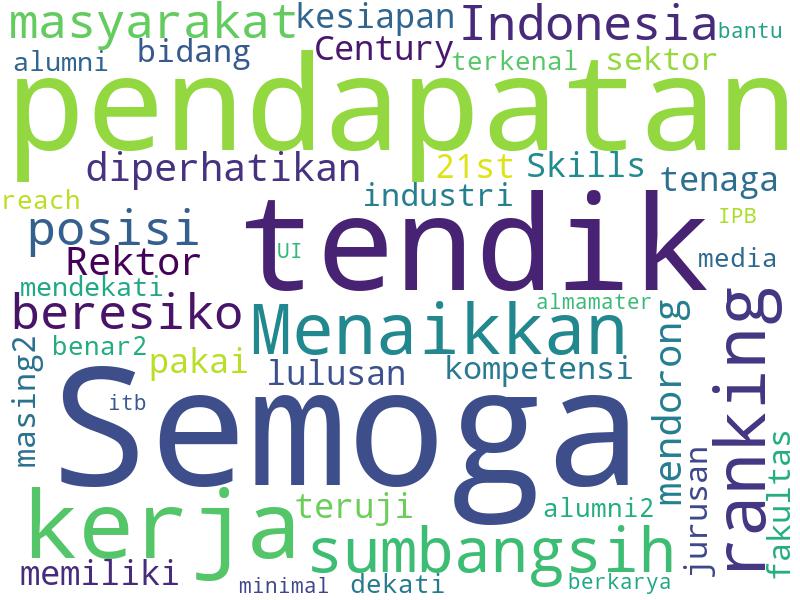 masyarakat
kesiapan
Indonesia
bantu
alumni
bidang
Century
terkenal
sektor
pendapatan
diperhatikan
21st
Skills
tenaga
reach
industri
posisi
tendik
IPB
UI
Rektor
media
mendekati
beresiko
almamater
Menaikkan
benar2
pakai
lulusan
kompetensi
masing2
mendorong
ranking
itb
Semoga
jurusan
fakultas
kerja
teruji
alumni2
sumbangsih
memiliki
minimal
dekati
berkarya